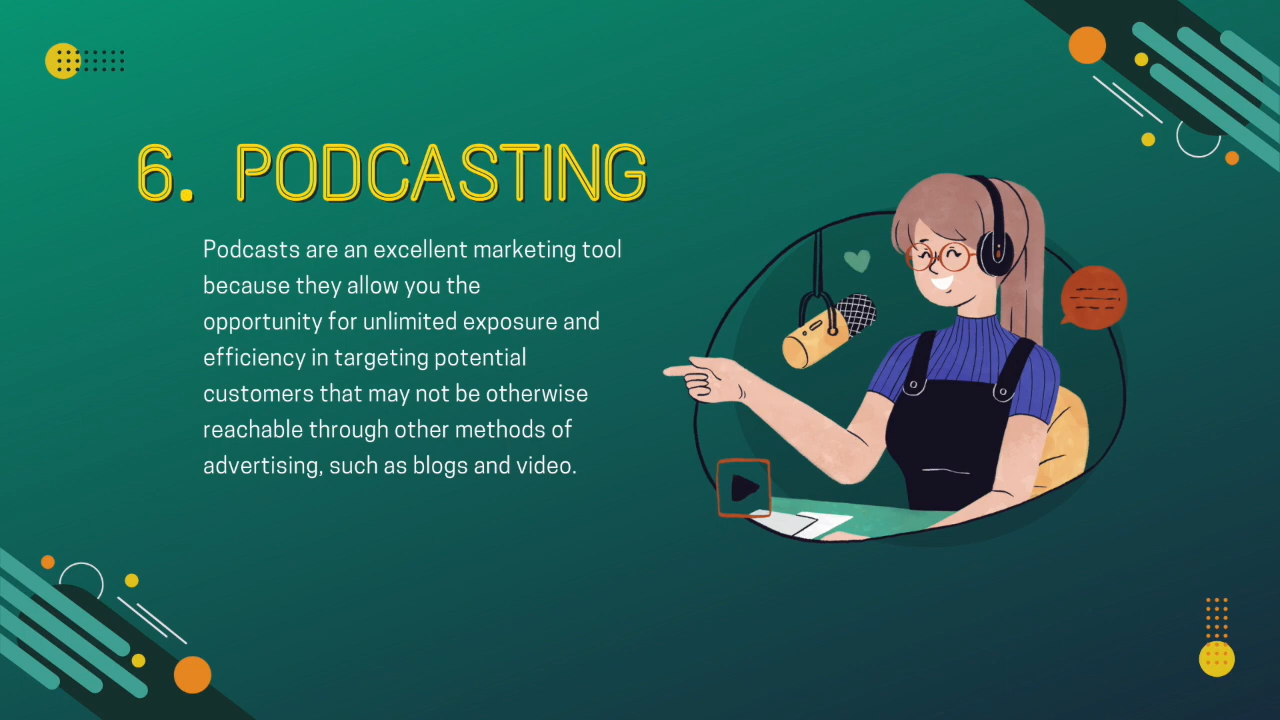 6. PODCASTING
Podcasts are an excellent marketing tool
because they allow you the
opportunity for unlimited exposure and
efficiency in targeting potential
customers that may not be otherwise
reachable through other methods of
advertising, such as blogs and video.